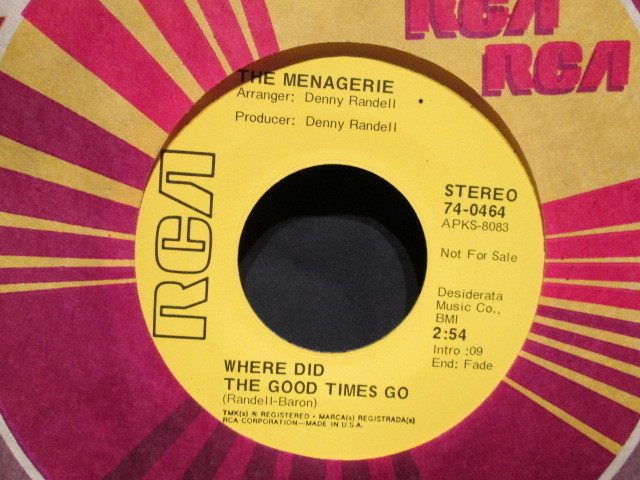 RCA
RCA
THE MENAGERIE
Arranger: Denny Randell
Producer: Denny Randell
RCA
STEREO
74-0464
APKS-8083
Not For Sale
Desiderata
Music Co.,
BMI
2:54
Intro :09
End: Fade
WHERE DID
THE GOOD TIMES GO
(Randell-Baron)
TMK(s) ® REGISTERED • MARCA(s) REGISTRADA(s)
RCA CORPORATION—MADE IN U.S.A.